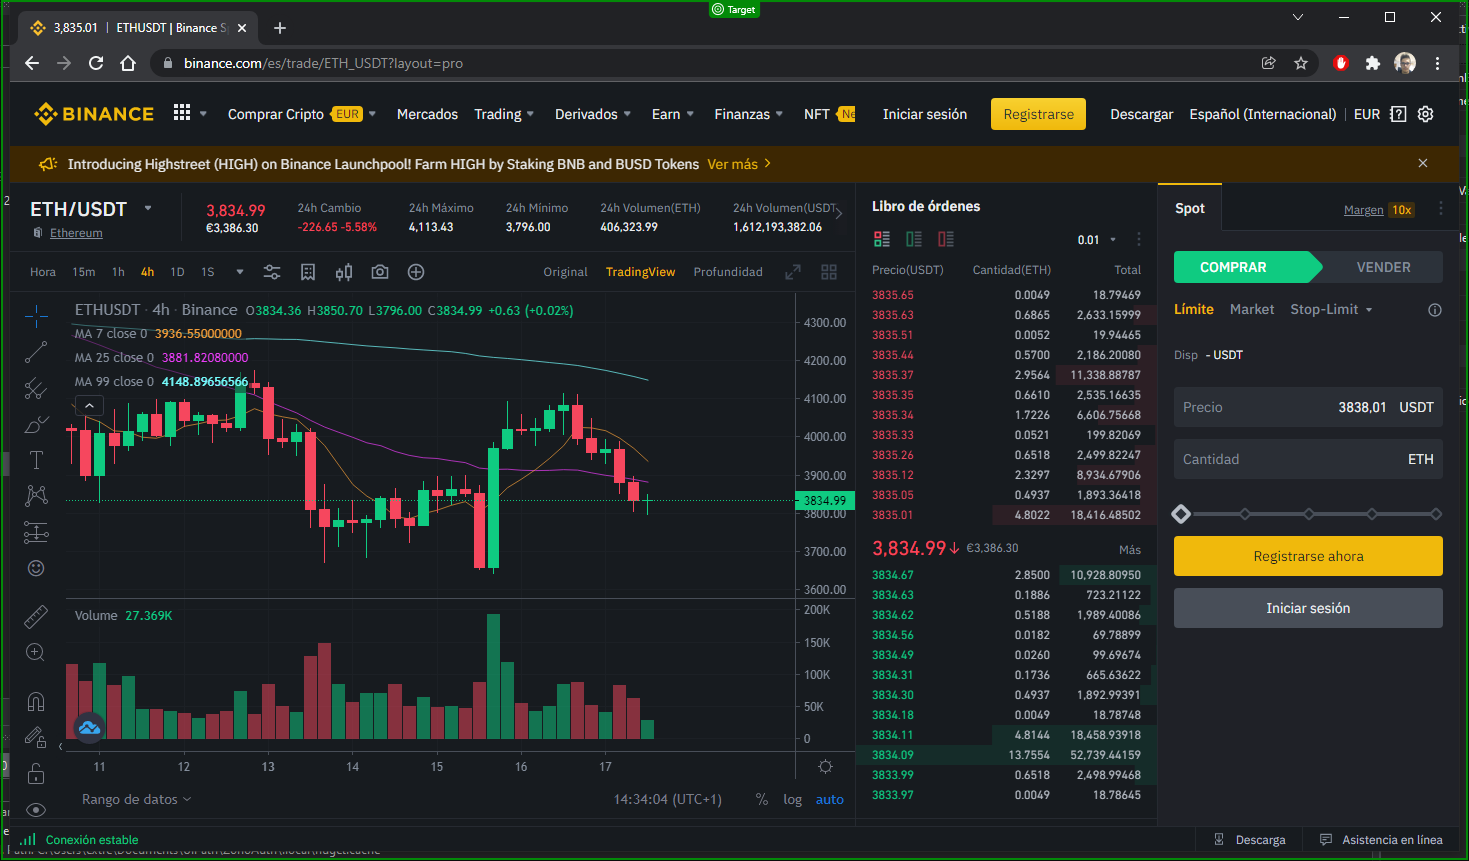 Target
3,835.01 | ETHUSDT | Binance Sp
binance.com/es/trade/ETH_USDT?layout=pro
BINANCE
Comprar Cripto EUR
Mercados
Trading
Derivados
Earn
Finanzas
NFT
Ne
Iniciar sesión
Registrarse
Descargar
Español (Internacional)
EUR
Introducing Highstreet (HIGH) on Binance Launchpool! Farm HIGH by Staking BNB and BUSD Tokens Ver más
ETH/USDT
Ethereum
3,834.99
€3,386.30
24h Cambio
-226.65 -5.58%
24h Máximo
4,113.43
24h Mínimo
3,796.00
24h Volumen(ETH)
406,323.99
24h Volumen(USDT
1,612,193,382.06
Hora 15m 1h 4h 1D 1S
Original TradingView Profundidad
ETHUSDT · 4h · Binance O3834.36 H3850.70 L3796.00 C3834.99 +0.63 (+0.02%)
MA 7 close 0 3936.55000000
MA 25 close 0 3881.82080000
MA 99 close 0 4148.89656566
4300.00
4200.00
4100.00
4000.00
3900.00
3834.99
3800.00
3700.00
3600.00
Volume 27.369K
200K
150K
100K
50K
0
11 12 13 14 15 16 17
Rango de datos
14:34:04 (UTC+1)
% log auto
Libro de órdenes
0.01
Precio(USDT) Cantidad(ETH) Total
3835.65 0.0049 18.79469
3835.63 0.6865 2,633.15999
3835.51 0.0052 19.94465
3835.44 0.5700 2,186.20080
3835.37 2.9564 11,338.88787
3835.35 0.6610 2,535.16635
3835.34 1.7226 6,606.75668
3835.33 0.0521 199.82069
3835.26 0.6518 2,499.82247
3835.12 2.3297 8,934.67906
3835.05 0.4937 1,893.36418
3835.01 4.8022 18,416.48502
3,834.99 €3,386.30 Más
3834.67 2.8500 10,928.80950
3834.63 0.1886 723.21122
3834.62 0.5188 1,989.40086
3834.56 0.0182 69.78899
3834.49 0.0260 99.69674
3834.31 0.1736 665.63622
3834.30 0.4937 1,892.99391
3834.18 0.0049 18.78748
3834.11 4.8144 18,458.93918
3834.09 13.7554 52,739.44159
3833.99 0.6518 2,498.99468
3833.97 0.0049 18.78645
Spot
Margen 10x
COMPRAR
VENDER
Límite Market Stop-Limit
Disp - USDT
Precio 3838,01 USDT
Cantidad ETH
Registrarse ahora
Iniciar sesión
Conexión estable
Descarga
Asistencia en línea